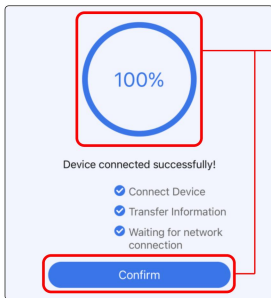 100%
Device connected successfully!
Connect Device
Transfer Information
Waiting for network
connection
Confirm